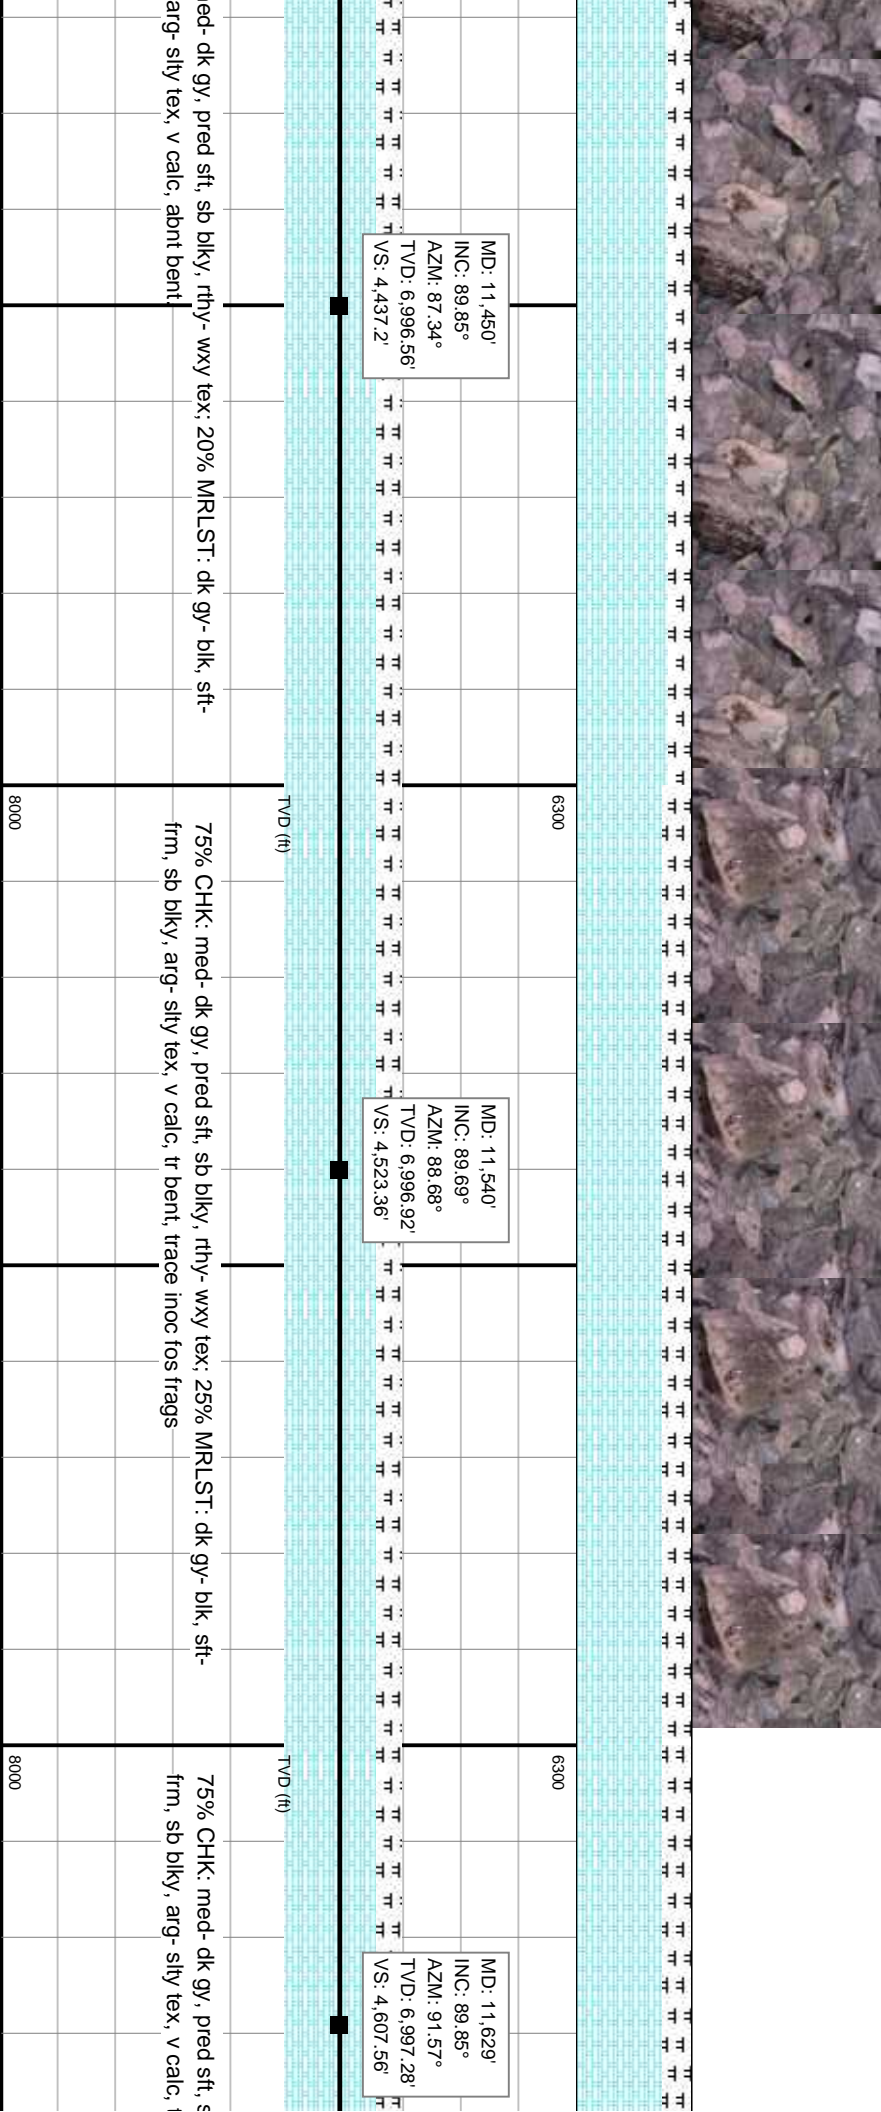 ed- dk gy, pred sft, sb blky, rthy- wxy tex; 20% MRLST: dk gy- blk, sft-
arg- slty tex, v calc, abnt bent.
MD: 11,450'
INC: 89.85°
AZM: 87.34°
TVD: 6,996.56'
VS: 4,437.2'
6300
TVD (ft)
8000
75% CHK: med- dk gy, pred sft, sb blky, rthy- wxy tex; 25% MRLST: dk gy- blk, sft-
frm, sb blky, arg- slty tex, v calc, tr bent, trace inoc fos frags
MD: 11,540'
INC: 89.69°
AZM: 88.68°
TVD: 6,996.92'
VS: 4,523.36'
6300
TVD (ft)
8000
75% CHK: med- dk gy, pred sft, s
frm, sb blky, arg- slty tex, v calc, t
MD: 11,629'
INC: 89.85°
AZM: 91.57°
TVD: 6,997.28'
VS: 4,607.56'